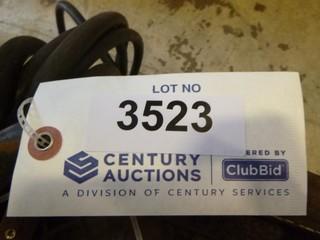 LOT NO
3523
CENTURY AUCTIONS
ERED BY
ClubBid
A DIVISION OF CENTURY SERVICES